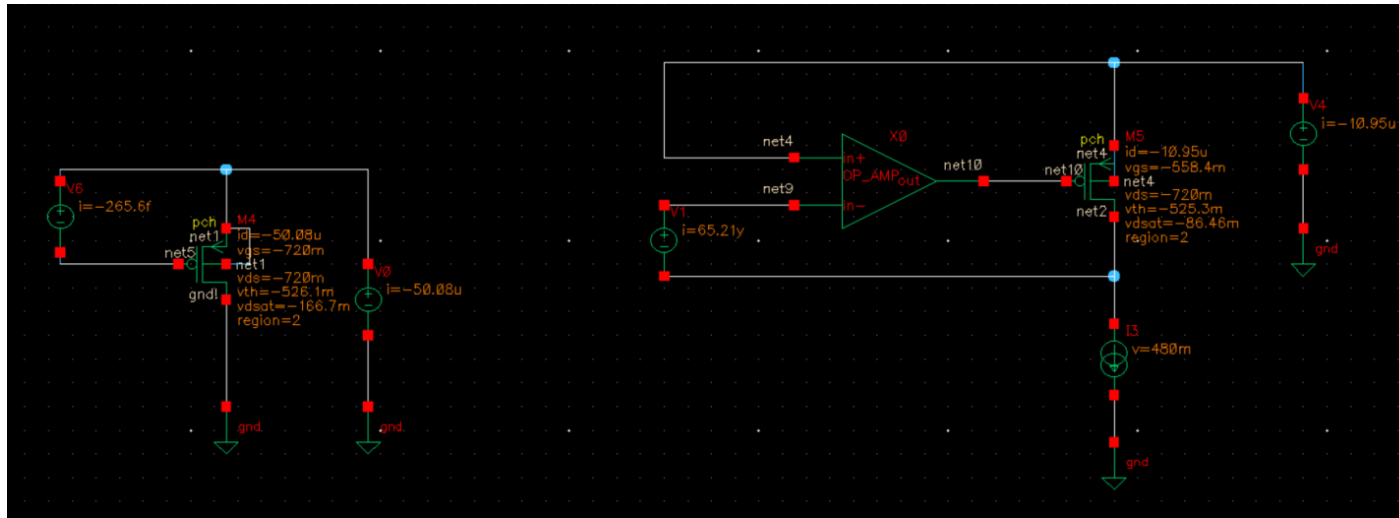 V6
i=-265.6f
pch
M4
net1
id=-50.08u
vgs=-720m
net5
net1
vds=-720m
vth=-526.1m
gnd!
vdsat=-166.7m
region=2
V0
i=-50.08u
gnd
gnd
net4
X0
in+
OP_AMP
out
net10
net9
in-
V1
i=65.21y
pch
M5
net4
id=-10.95u
vgs=-558.4m
net10
net4
vds=-720m
vth=-525.3m
net2
vdsat=-86.46m
region=2
V4
i=-10.95u
gnd
I3
v=480m
gnd